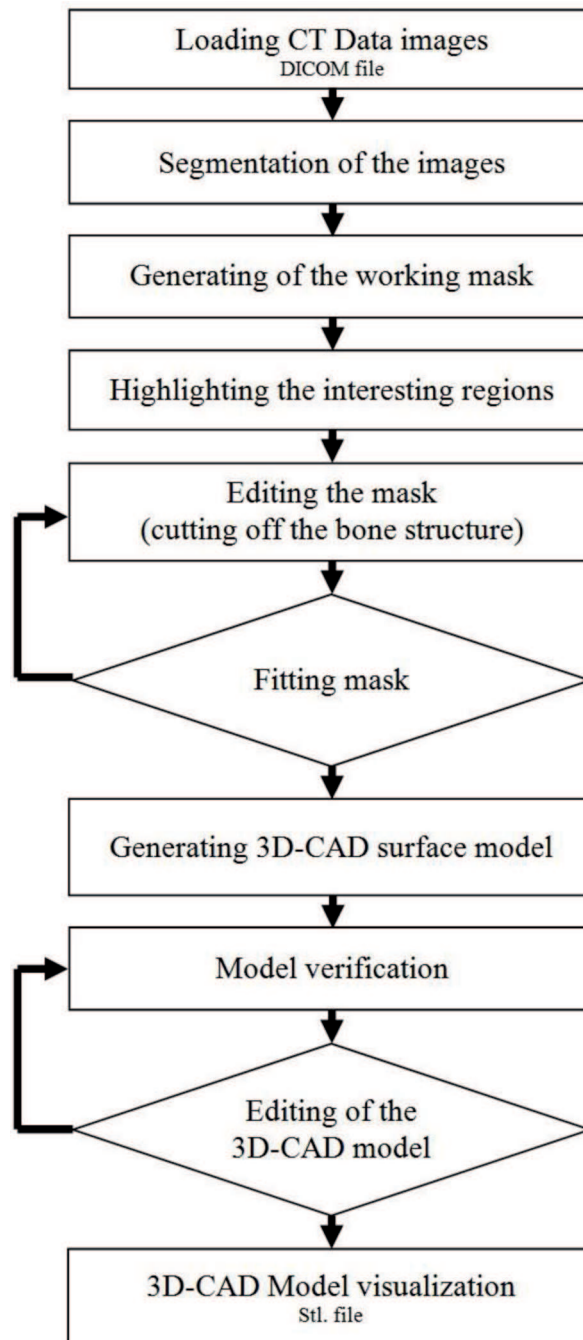 Loading CT Data images
DICOM file
Segmentation of the images
Generating of the working mask
Highlighting the interesting regions
Editing the mask
(cutting off the bone structure)
Fitting mask
Generating 3D-CAD surface model
Model verification
Editing of the
3D-CAD model
3D-CAD Model visualization
Stl. file